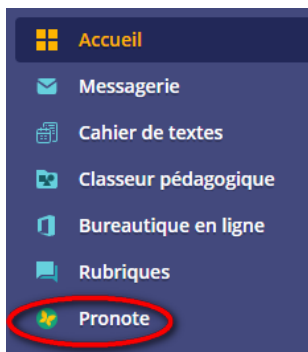 Accueil
Messagerie
Cahier de textes
Classeur pédagogique
Bureautique en ligne
Rubriques
Pronote